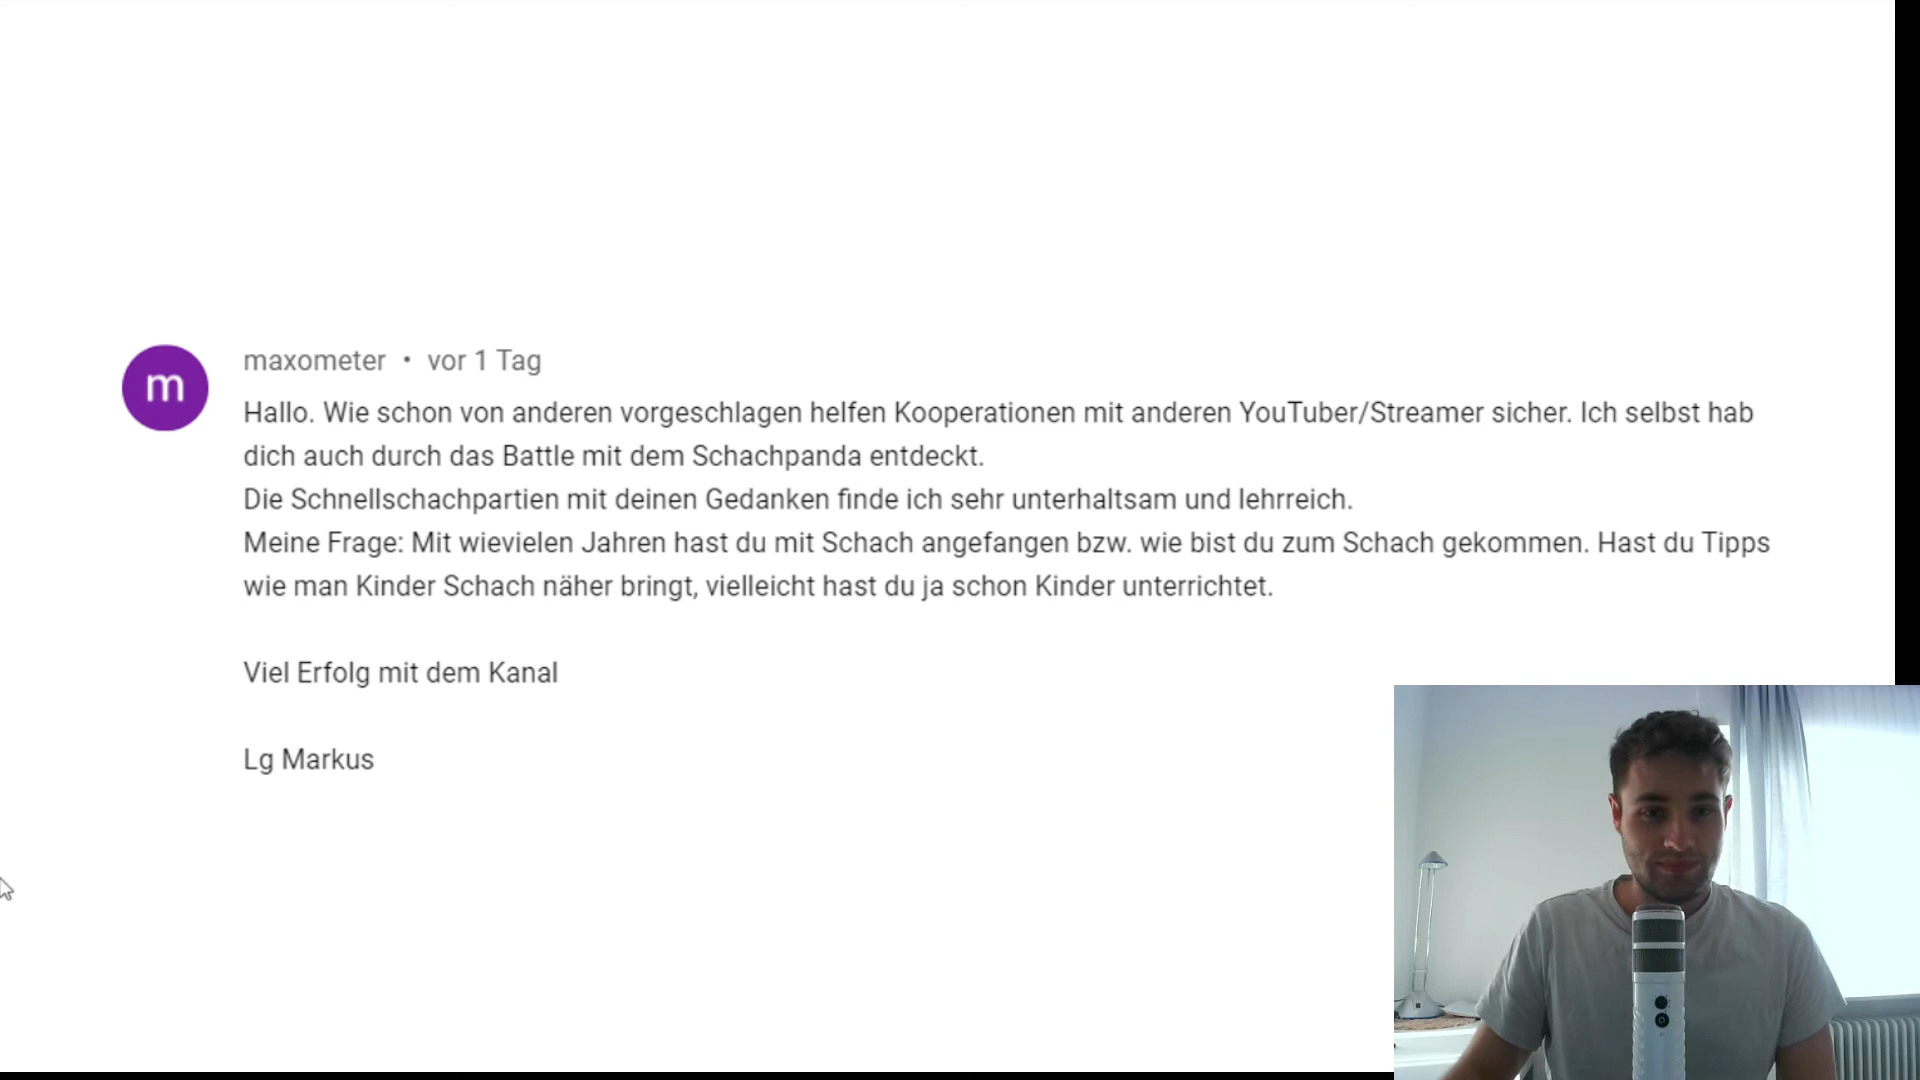 m
maxometer • vor 1 Tag
Hallo. Wie schon von anderen vorgeschlagen helfen Kooperationen mit anderen YouTuber/Streamer sicher. Ich selbst hab
dich auch durch das Battle mit dem Schachpanda entdeckt.
Die Schnellschachpartien mit deinen Gedanken finde ich sehr unterhaltsam und lehrreich.
Meine Frage: Mit wievielen Jahren hast du mit Schach angefangen bzw. wie bist du zum Schach gekommen. Hast du Tipps
wie man Kinder Schach näher bringt, vielleicht hast du ja schon Kinder unterrichtet.
Viel Erfolg mit dem Kanal
Lg Markus